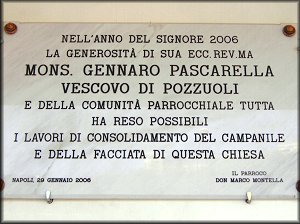 NELL'ANNO DEL SIGNORE 2006
LA GENEROSITÀ DI SUA ECC.REV.MA
MONS. GENNARO PASCARELLA
VESCOVO DI POZZUOLI
E DELLA COMUNITÀ PARROCCHIALE TUTTA
HA RESO POSSIBILI
I LAVORI DI CONSOLIDAMENTO DEL CAMPANILE
E DELLA FACCIATA DI QUESTA CHIESA
NAPOLI, 29 GENNAIO 2006
IL PARROCO
DON MARCO MONTELLA